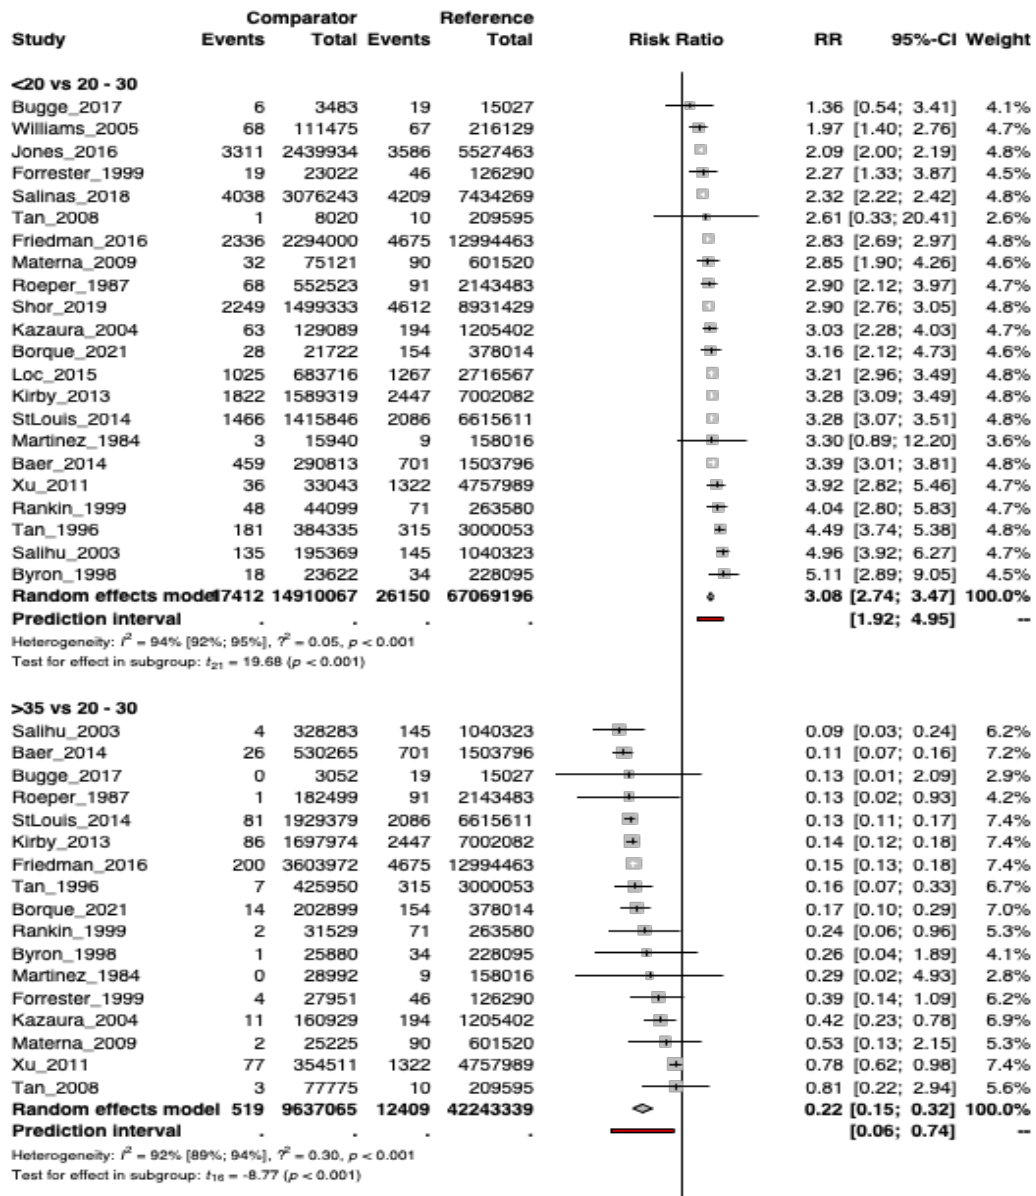 Comparator Reference
Study Events Total Events Total Risk Ratio RR 95%-CI Weight
<20 vs 20 - 30
Bugge_2017 6 3483 19 15027 1.36 [0.54; 3.41] 4.1%
Williams_2005 68 111475 67 216129 1.97 [1.40; 2.76] 4.7%
Jones_2016 3311 2439934 3586 5527463 2.09 [2.00; 2.19] 4.8%
Forrester_1999 19 23022 46 126290 2.27 [1.33; 3.87] 4.5%
Salinas_2018 4038 3076243 4209 7434269 2.32 [2.22; 2.42] 4.8%
Tan_2008 1 8020 10 209595 2.61 [0.33; 20.41] 2.6%
Friedman_2016 2336 2294000 4675 12994463 2.83 [2.69; 2.97] 4.8%
Materna_2009 32 75121 90 601520 2.85 [1.90; 4.26] 4.6%
Roeper_1987 68 552523 91 2143483 2.90 [2.12; 3.97] 4.7%
Shor_2019 2249 1499333 4612 8931429 2.90 [2.76; 3.05] 4.8%
Kazaura_2004 63 129089 194 1205402 3.03 [2.28; 4.03] 4.7%
Borque_2021 28 21722 154 378014 3.16 [2.12; 4.73] 4.6%
Loc_2015 1025 683716 1267 2716567 3.21 [2.96; 3.49] 4.8%
Kirby_2013 1822 1589319 2447 7002082 3.28 [3.09; 3.49] 4.8%
StLouis_2014 1466 1415846 2086 6615611 3.28 [3.07; 3.51] 4.8%
Martinez_1984 3 15940 9 158016 3.30 [0.89; 12.20] 3.6%
Baer_2014 459 290813 701 1503796 3.39 [3.01; 3.81] 4.8%
Xu_2011 36 33043 1322 4757989 3.92 [2.82; 5.46] 4.7%
Rankin_1999 48 44099 71 263580 4.04 [2.80; 5.83] 4.7%
Tan_1996 181 384335 315 3000053 4.49 [3.74; 5.38] 4.8%
Salihu_2003 135 195369 145 1040323 4.96 [3.92; 6.27] 4.7%
Byron_1998 18 23622 34 228095 5.11 [2.89; 9.05] 4.5%
Random effects model 17412 14910067 26150 67069196 3.08 [2.74; 3.47] 100.0%
Prediction interval . . . . [1.92; 4.95] --
Heterogeneity: I² = 94% [92%; 95%], ?² = 0.05, p < 0.001
Test for effect in subgroup: t21 = 19.68 (p < 0.001)
>35 vs 20 - 30
Salihu_2003 4 328283 145 1040323 0.09 [0.03; 0.24] 6.2%
Baer_2014 26 530265 701 1503796 0.11 [0.07; 0.16] 7.2%
Bugge_2017 0 3052 19 15027 0.13 [0.01; 2.09] 2.9%
Roeper_1987 1 182499 91 2143483 0.13 [0.02; 0.93] 4.2%
StLouis_2014 81 1929379 2086 6615611 0.13 [0.11; 0.17] 7.4%
Kirby_2013 86 1697974 2447 7002082 0.14 [0.12; 0.18] 7.4%
Friedman_2016 200 3603972 4675 12994463 0.15 [0.13; 0.18] 7.4%
Tan_1996 7 425950 315 3000053 0.16 [0.07; 0.33] 6.7%
Borque_2021 14 202899 154 378014 0.17 [0.10; 0.29] 7.0%
Rankin_1999 2 31529 71 263580 0.24 [0.06; 0.96] 5.3%
Byron_1998 1 25880 34 228095 0.26 [0.04; 1.89] 4.1%
Martinez_1984 0 28992 9 158016 0.29 [0.02; 4.93] 2.8%
Forrester_1999 4 27951 46 126290 0.39 [0.14; 1.09] 6.2%
Kazaura_2004 11 160929 194 1205402 0.42 [0.23; 0.78] 6.9%
Materna_2009 2 25225 90 601520 0.53 [0.13; 2.15] 5.3%
Xu_2011 77 354511 1322 4757989 0.78 [0.62; 0.98] 7.4%
Tan_2008 3 77775 10 209595 0.81 [0.22; 2.94] 5.6%
Random effects model 519 9637065 12409 42243339 0.22 [0.15; 0.32] 100.0%
Prediction interval . . . . [0.06; 0.74] --
Heterogeneity: I² = 92% [89%; 94%], ?² = 0.30, p < 0.001
Test for effect in subgroup: t16 = -8.77 (p < 0.001)